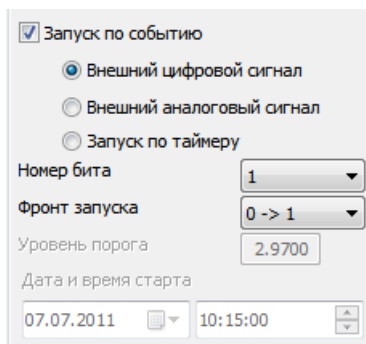 Запуск по событию
Внешний цифровой сигнал
Внешний аналоговый сигнал
Запуск по таймеру
Номер бита 1
Фронт запуска 0 -> 1
Уровень порога 2.9700
Дата и время старта
07.07.2011 10:15:00